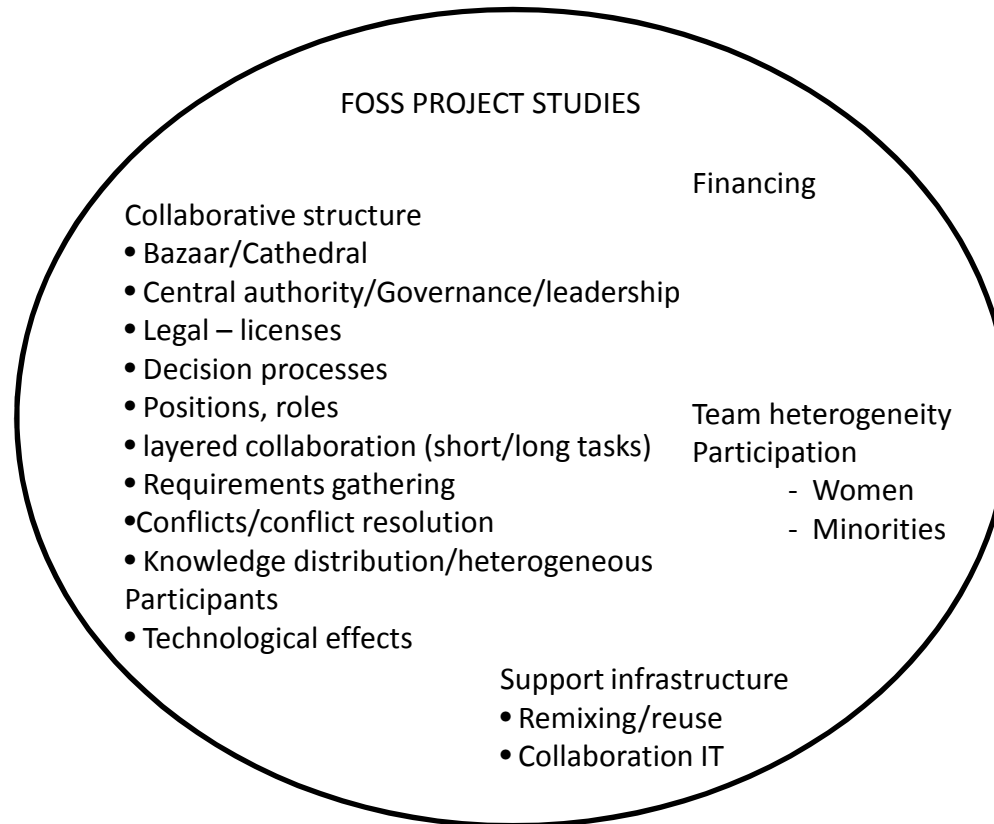 FOSS PROJECT STUDIES
Financing
Collaborative structure
• Bazaar/Cathedral
• Central authority/Governance/leadership
• Legal – licenses
• Decision processes
• Positions, roles
• layered collaboration (short/long tasks)
• Requirements gathering
•Conflicts/conflict resolution
• Knowledge distribution/heterogeneous
Participants
• Technological effects
Team heterogeneity
Participation
- Women
- Minorities
Support infrastructure
• Remixing/reuse
• Collaboration IT